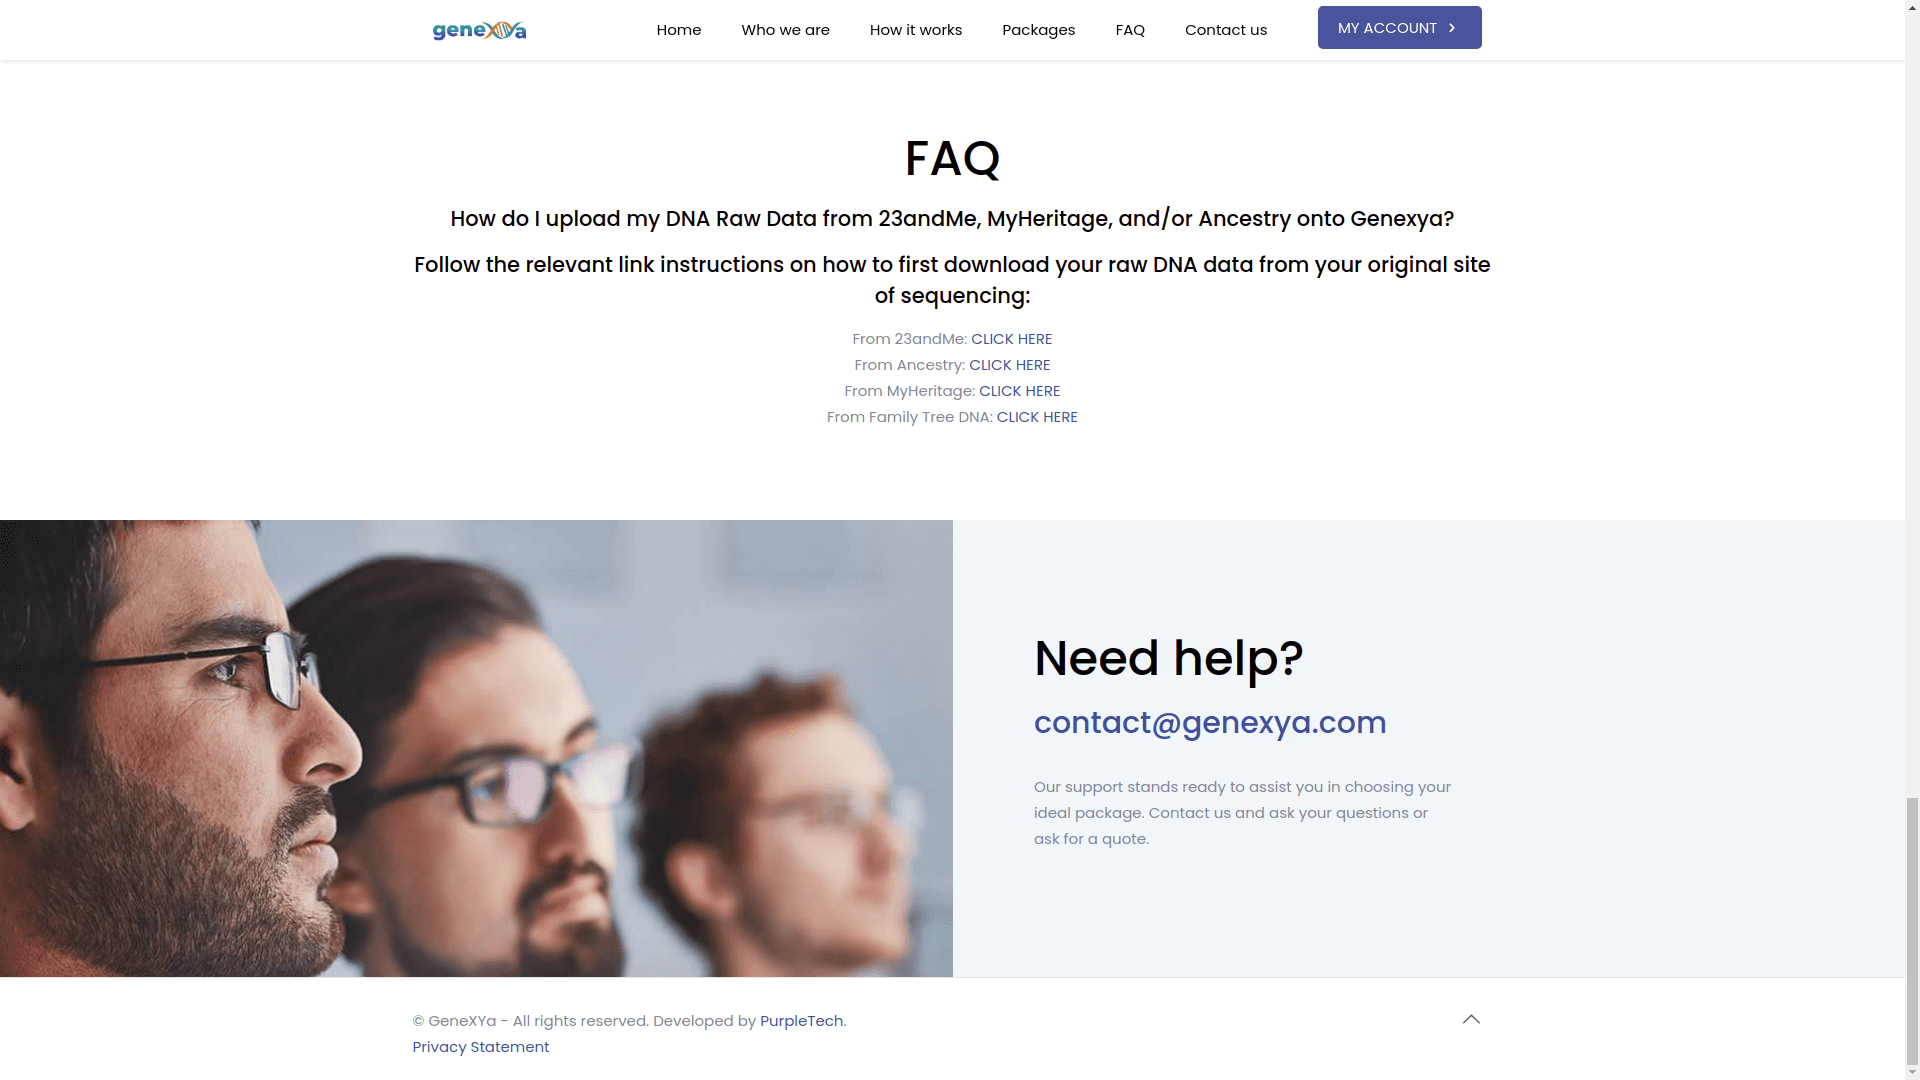 geneXYa
Home
Who we are
How it works
Packages
FAQ
Contact us
MY ACCOUNT
FAQ
How do I upload my DNA Raw Data from 23andMe, MyHeritage, and/or Ancestry onto Genexya?
Follow the relevant link instructions on how to first download your raw DNA data from your original site
of sequencing:
From 23andMe: CLICK HERE
From Ancestry: CLICK HERE
From MyHeritage: CLICK HERE
From Family Tree DNA: CLICK HERE
Need help?
contact@genexya.com
Our support stands ready to assist you in choosing your
ideal package. Contact us and ask your questions or
ask for a quote.
© GeneXYa - All rights reserved. Developed by PurpleTech.
Privacy Statement